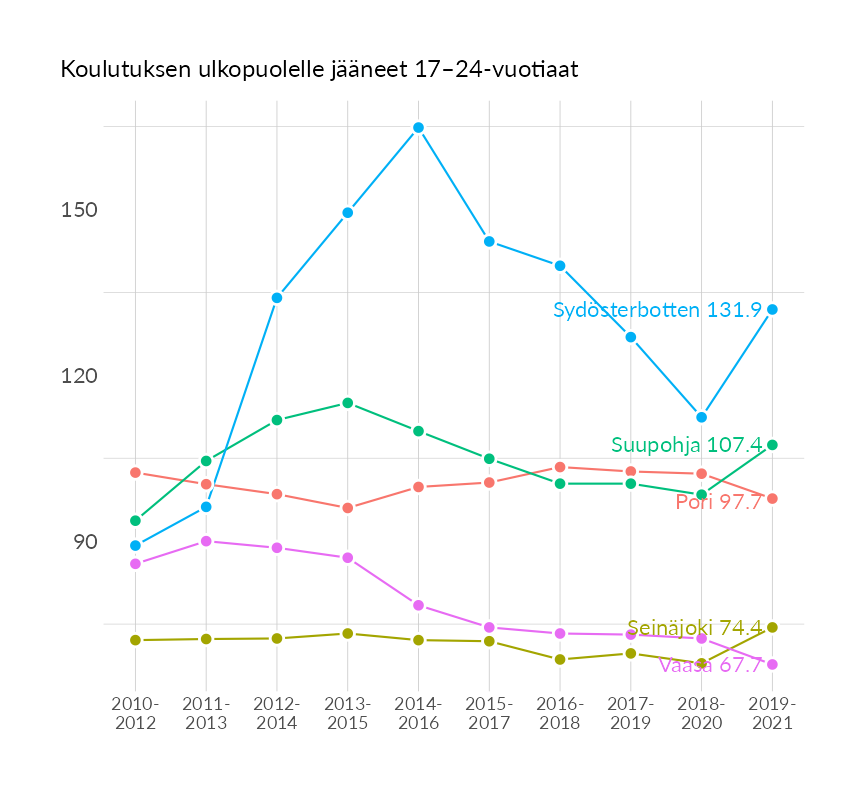 Koulutuksen ulkopuolelle jääneet 17–24-vuotiaat
150
120
90
Sydösterbotten 131.9
Suupohja 107.4
Pori 97.7
Seinäjoki 74.4
Vaasa 67.7
2010- 2011- 2012- 2013- 2014- 2015- 2016- 2017- 2018- 2019-
2012 2013 2014 2015 2016 2017 2018 2019 2020 2021